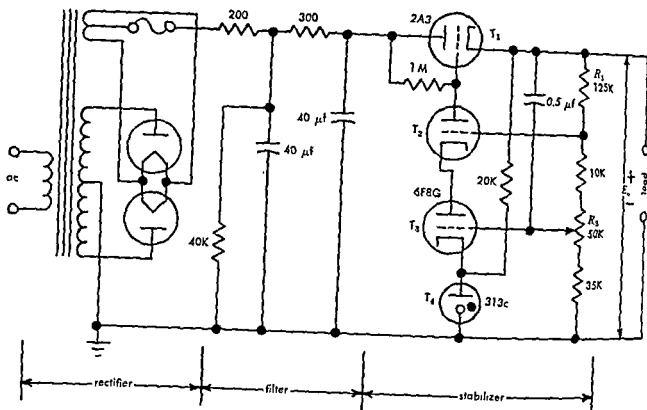 200
300
2A3
T1
1 M
R1
125K
0.5 μf
40 μf
T2
40 μf
10K
20K
ac
6F8G
R3
50K
E0
load
40K
T3
35K
T4
313c
rectifier
filter
stabilizer